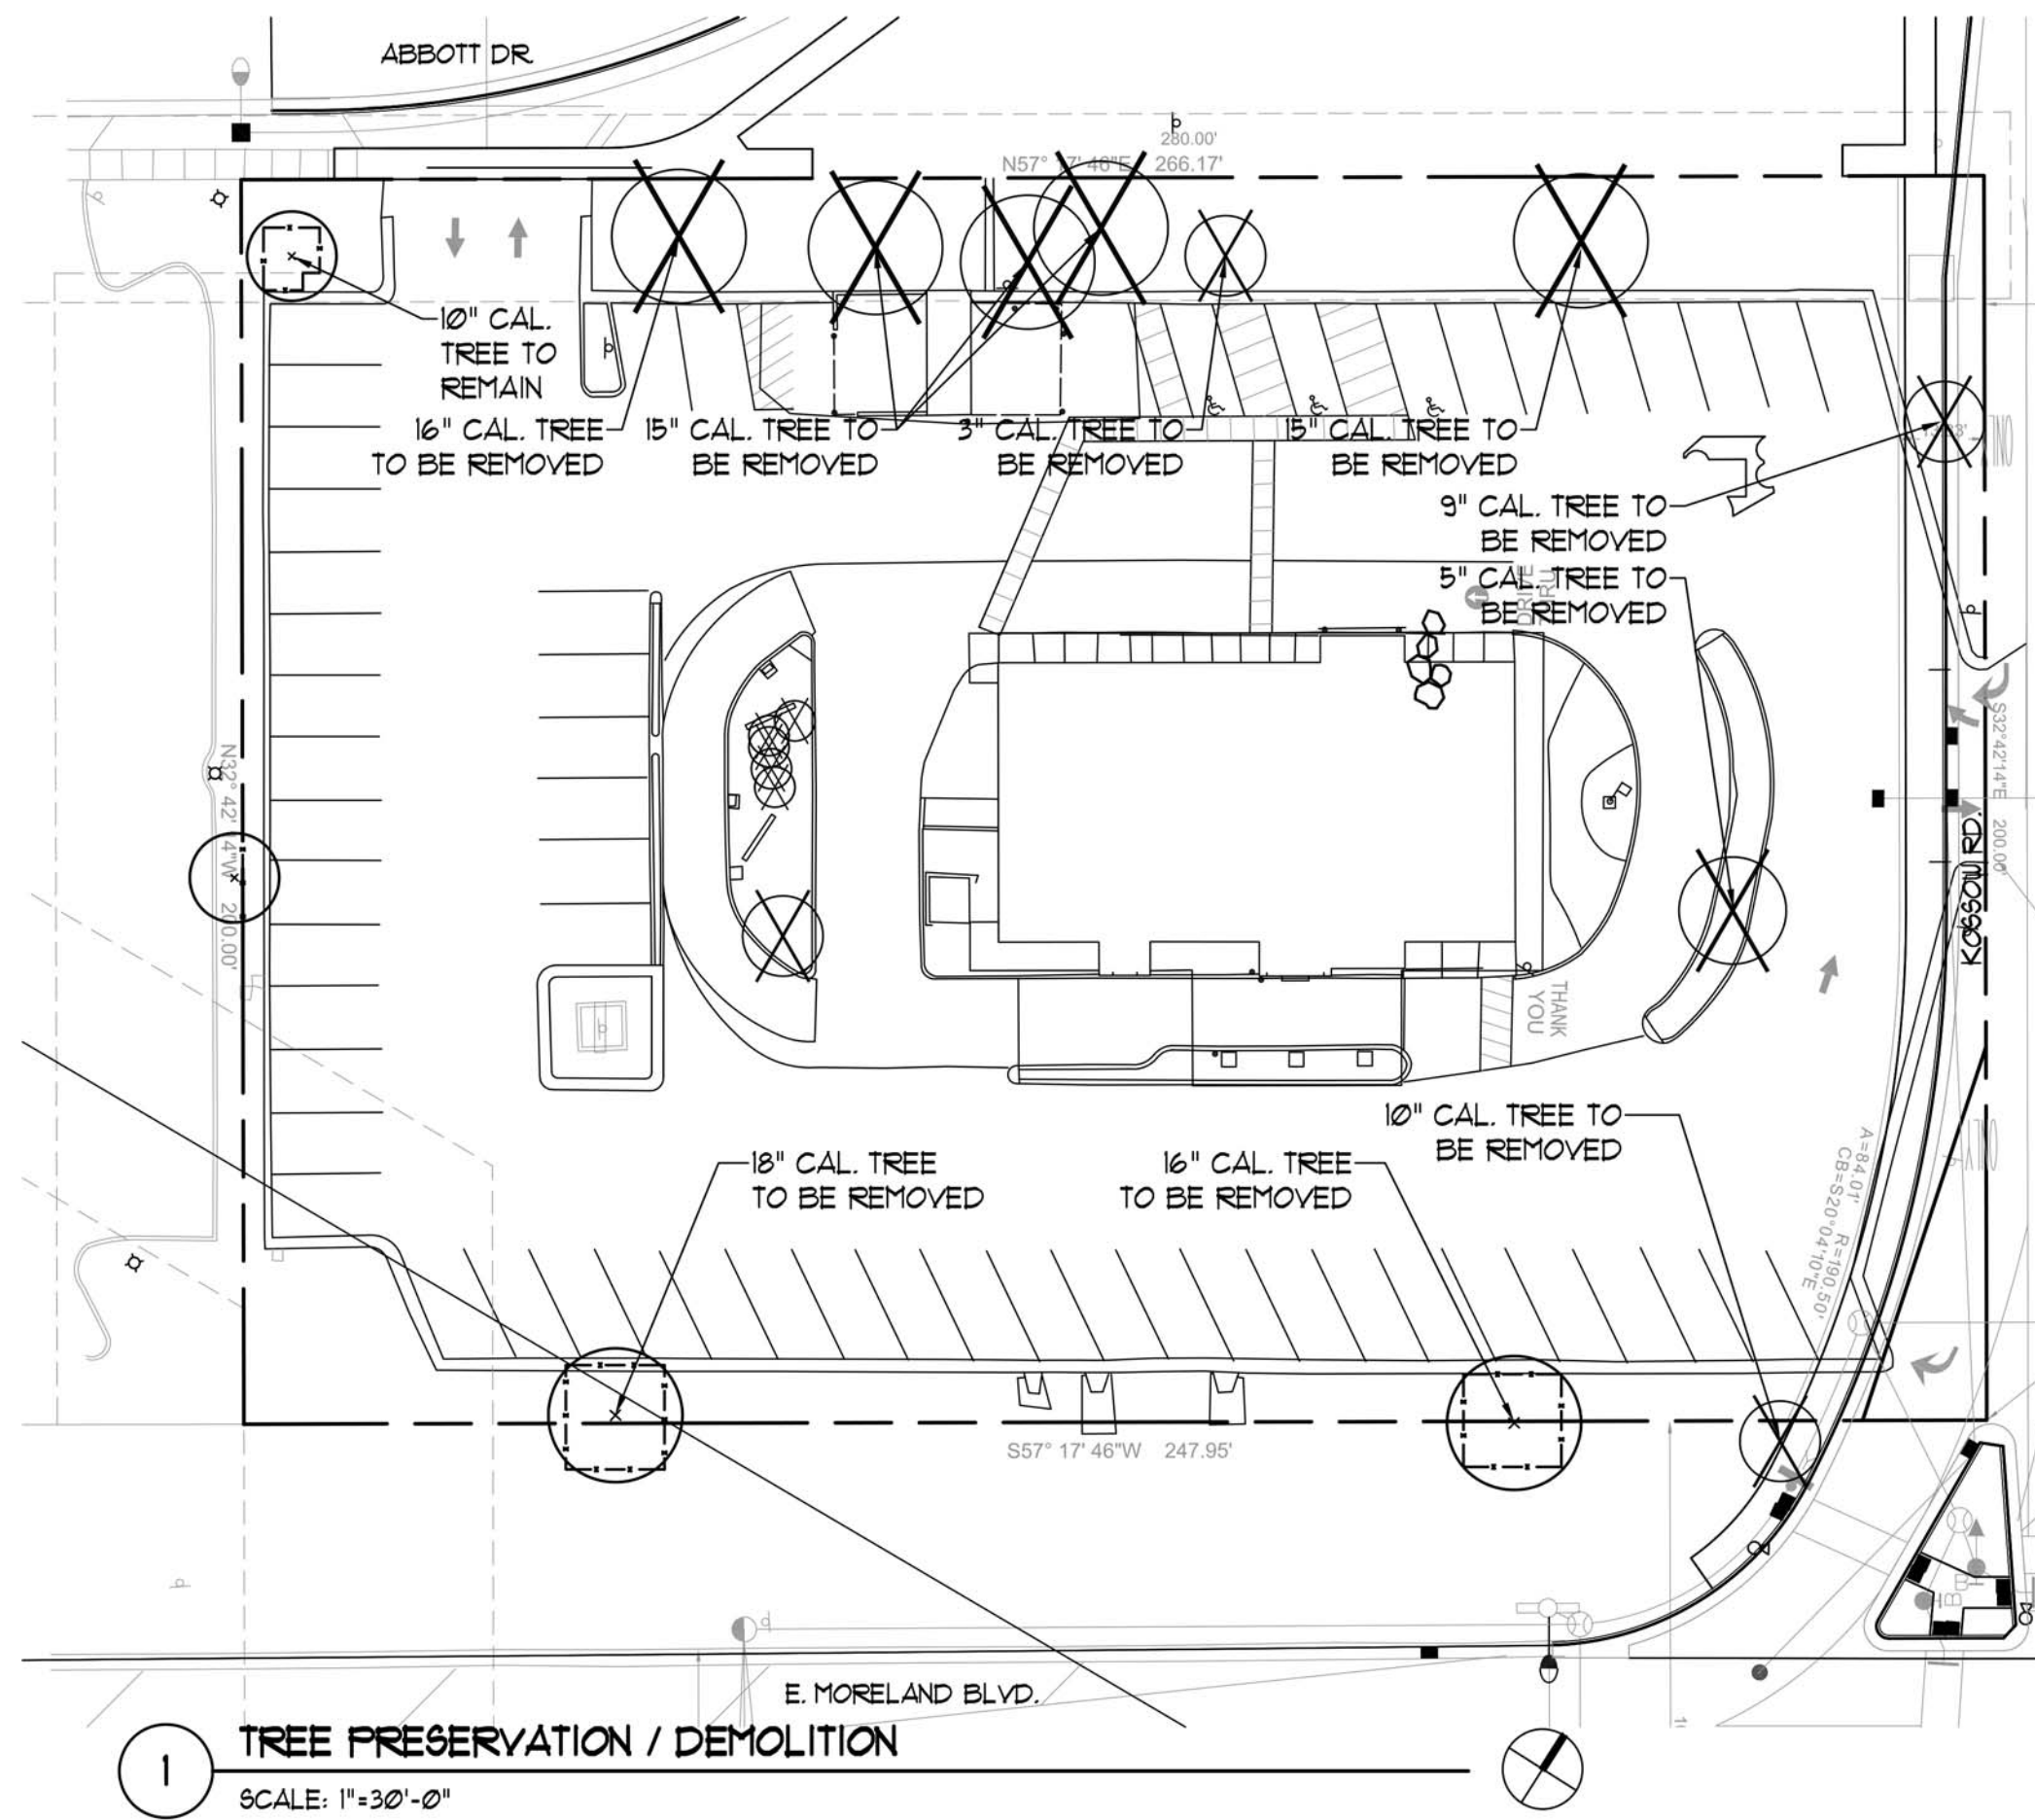 ABBOTT DR.
280.00'
N57° 17' 46"E 266.17'
10" CAL.
TREE TO
REMAIN
16" CAL. TREE
TO BE REMOVED
15" CAL. TREE TO
BE REMOVED
3" CAL. TREE TO
BE REMOVED
15" CAL. TREE TO
BE REMOVED
9" CAL. TREE TO
BE REMOVED
5" CAL. TREE TO
BE REMOVED
DRIVE
THRU
N32° 42' 14"W 200.00'
S32°42'14"E 200.00'
KOSSOW RD.
THANK
YOU
10" CAL. TREE TO
BE REMOVED
18" CAL. TREE
TO BE REMOVED
16" CAL. TREE
TO BE REMOVED
A=84.01' R=190.50'
CB=S20°04'10"E
S57° 17' 46"W 247.95'
E. MORELAND BLVD.
1
TREE PRESERVATION / DEMOLITION
SCALE: 1"=30'-0"